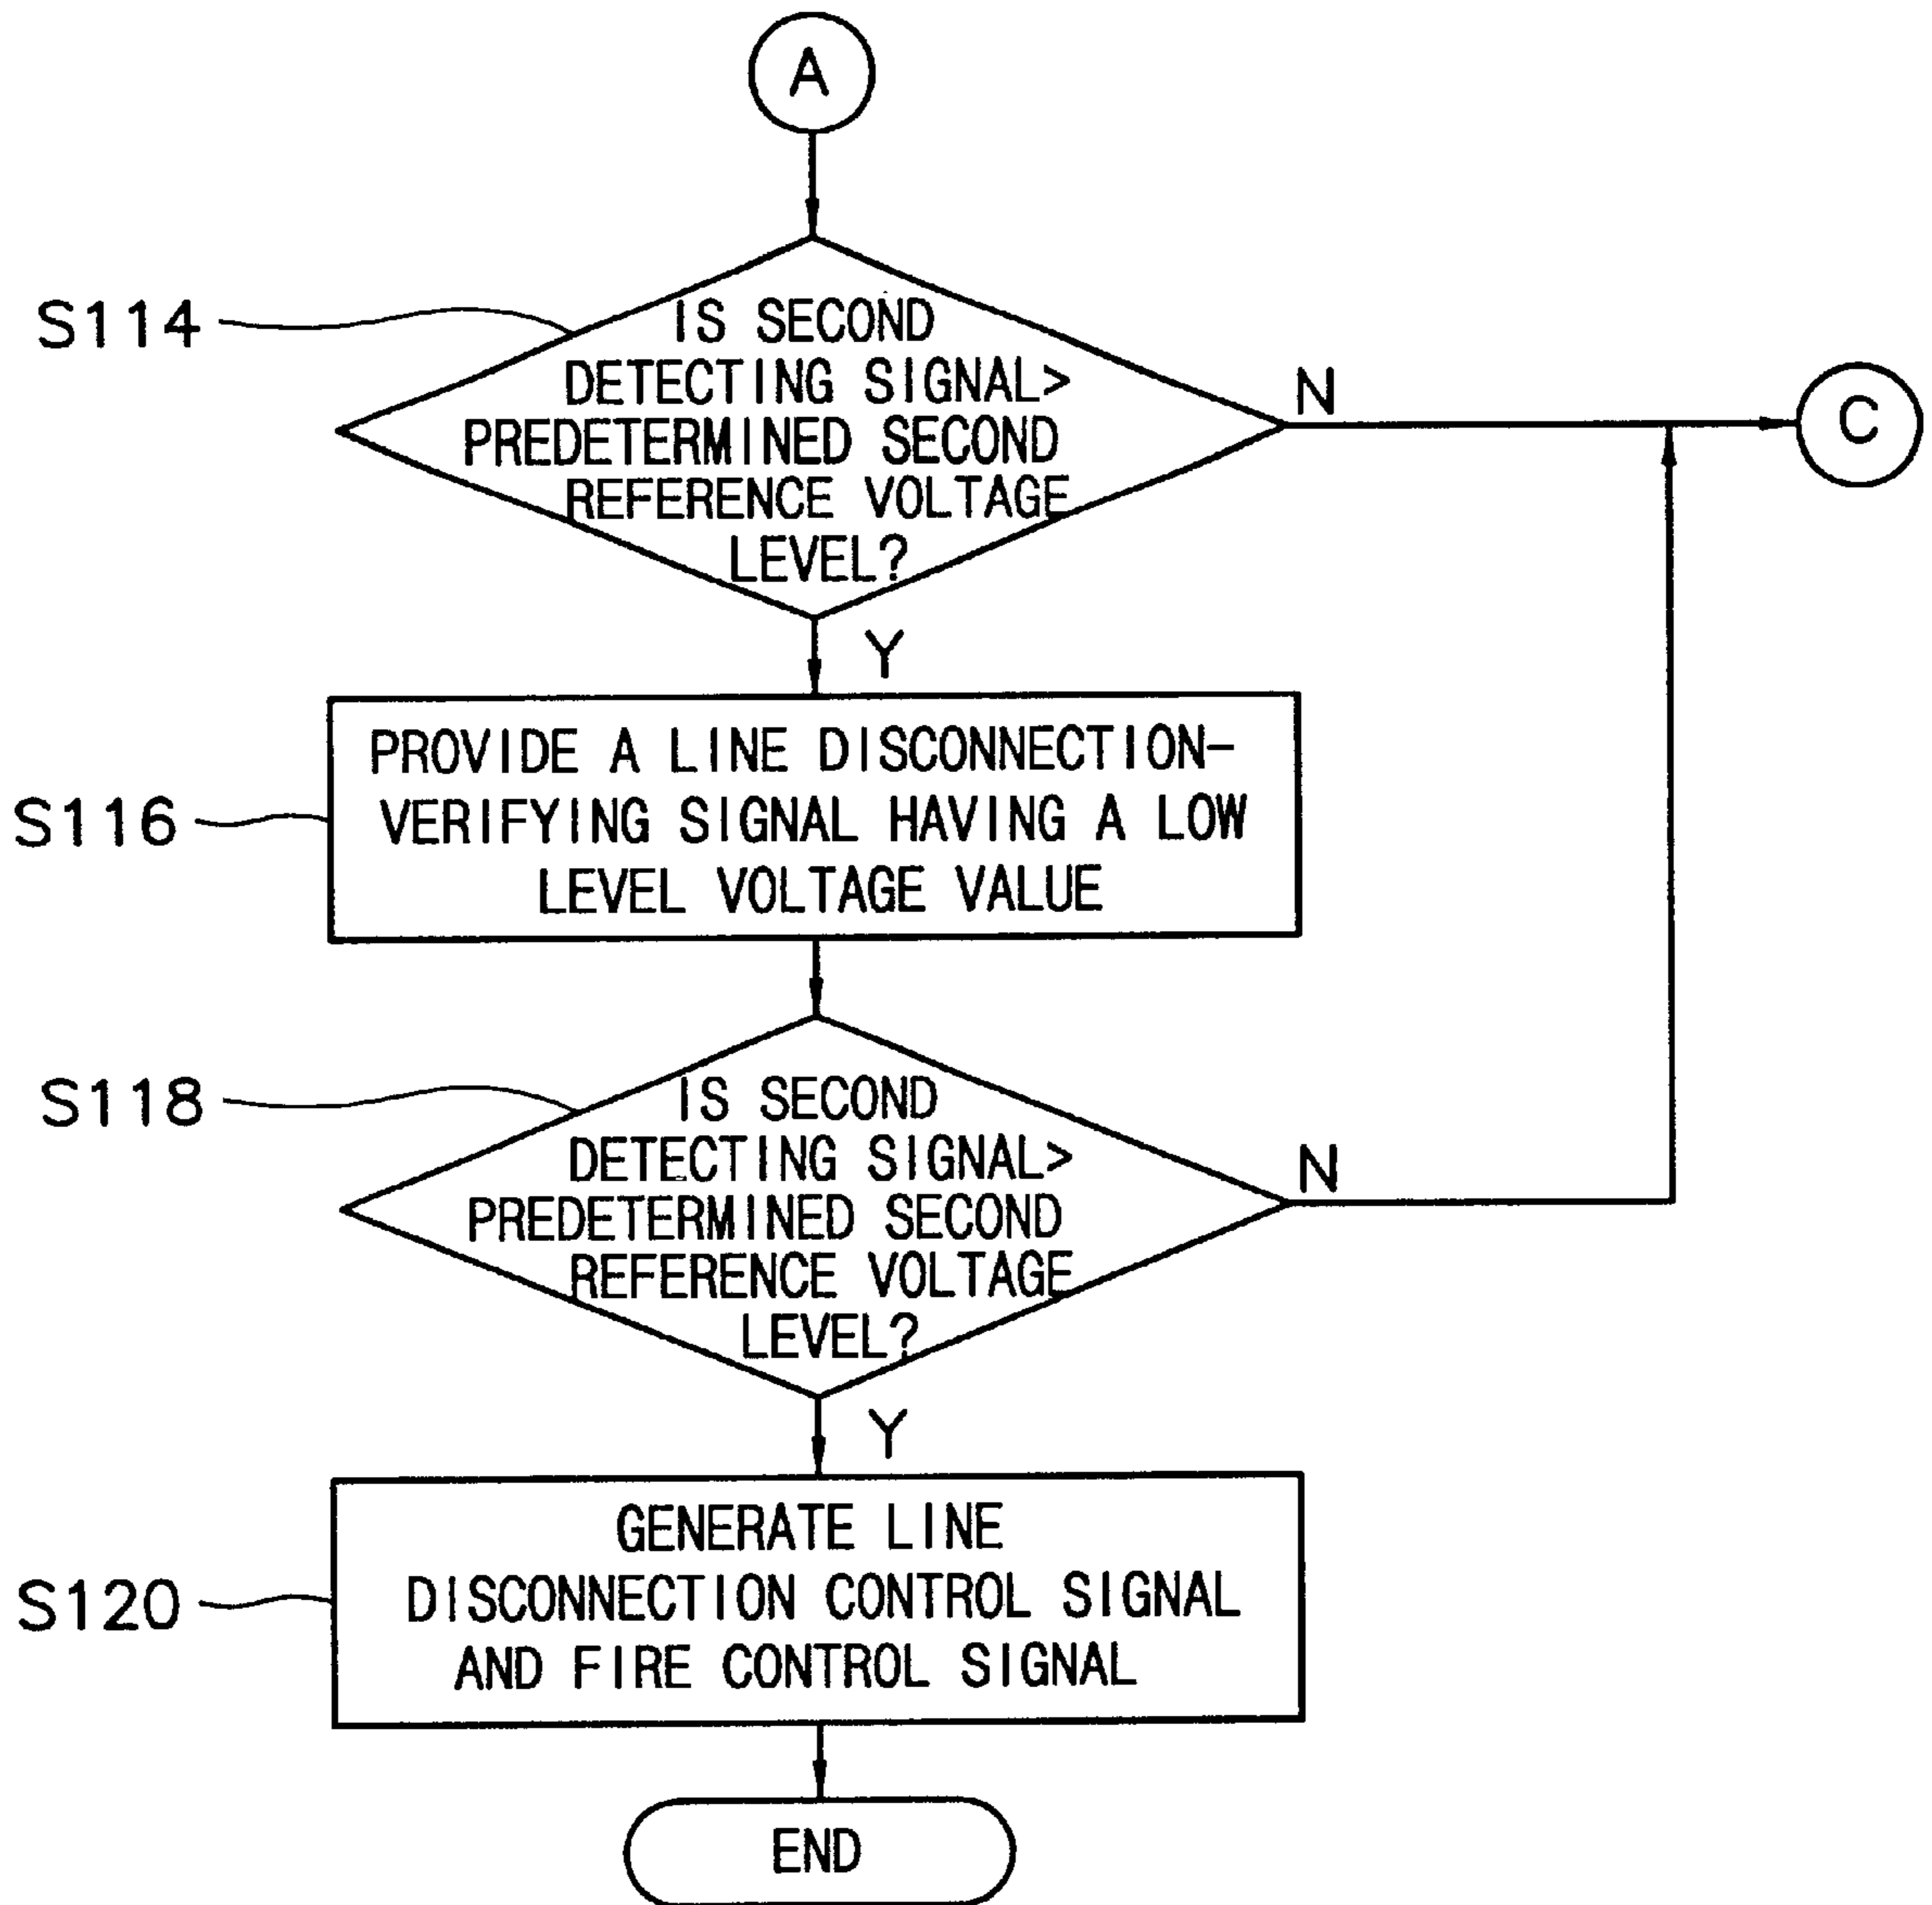 A
S114
IS SECOND
DETECTING SIGNAL>
PREDETERMINED SECOND
REFERENCE VOLTAGE
LEVEL?
N
C
Y
S116
PROVIDE A LINE DISCONNECTION-
VERIFYING SIGNAL HAVING A LOW
LEVEL VOLTAGE VALUE
S118
IS SECOND
DETECTING SIGNAL>
PREDETERMINED SECOND
REFERENCE VOLTAGE
LEVEL?
N
Y
S120
GENERATE LINE
DISCONNECTION CONTROL SIGNAL
AND FIRE CONTROL SIGNAL
END